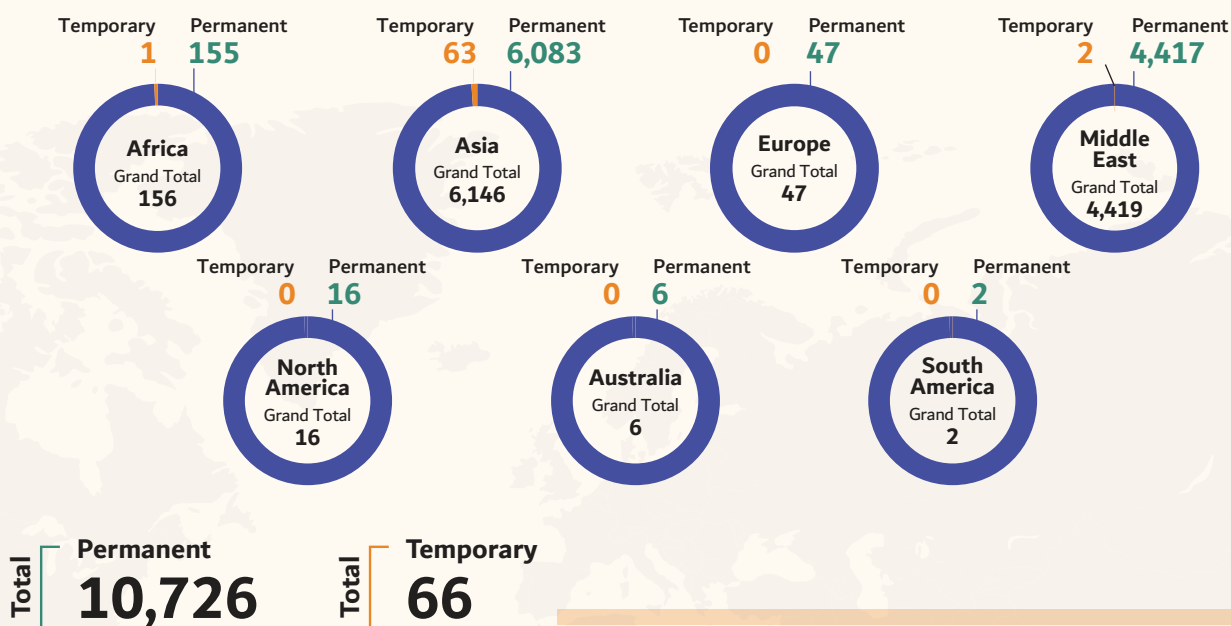 Temporary Permanent
1 155
Africa
Grand Total
156
Temporary Permanent
63 6,083
Asia
Grand Total
6,146
Temporary Permanent
0 47
Europe
Grand Total
47
Temporary Permanent
2 4,417
Middle
East
Grand Total
4,419
Temporary Permanent
0 16
North
America
Grand Total
16
Temporary Permanent
0 6
Australia
Grand Total
6
Temporary Permanent
0 2
South
America
Grand Total
2
Total
Permanent
10,726
Total
Temporary
66